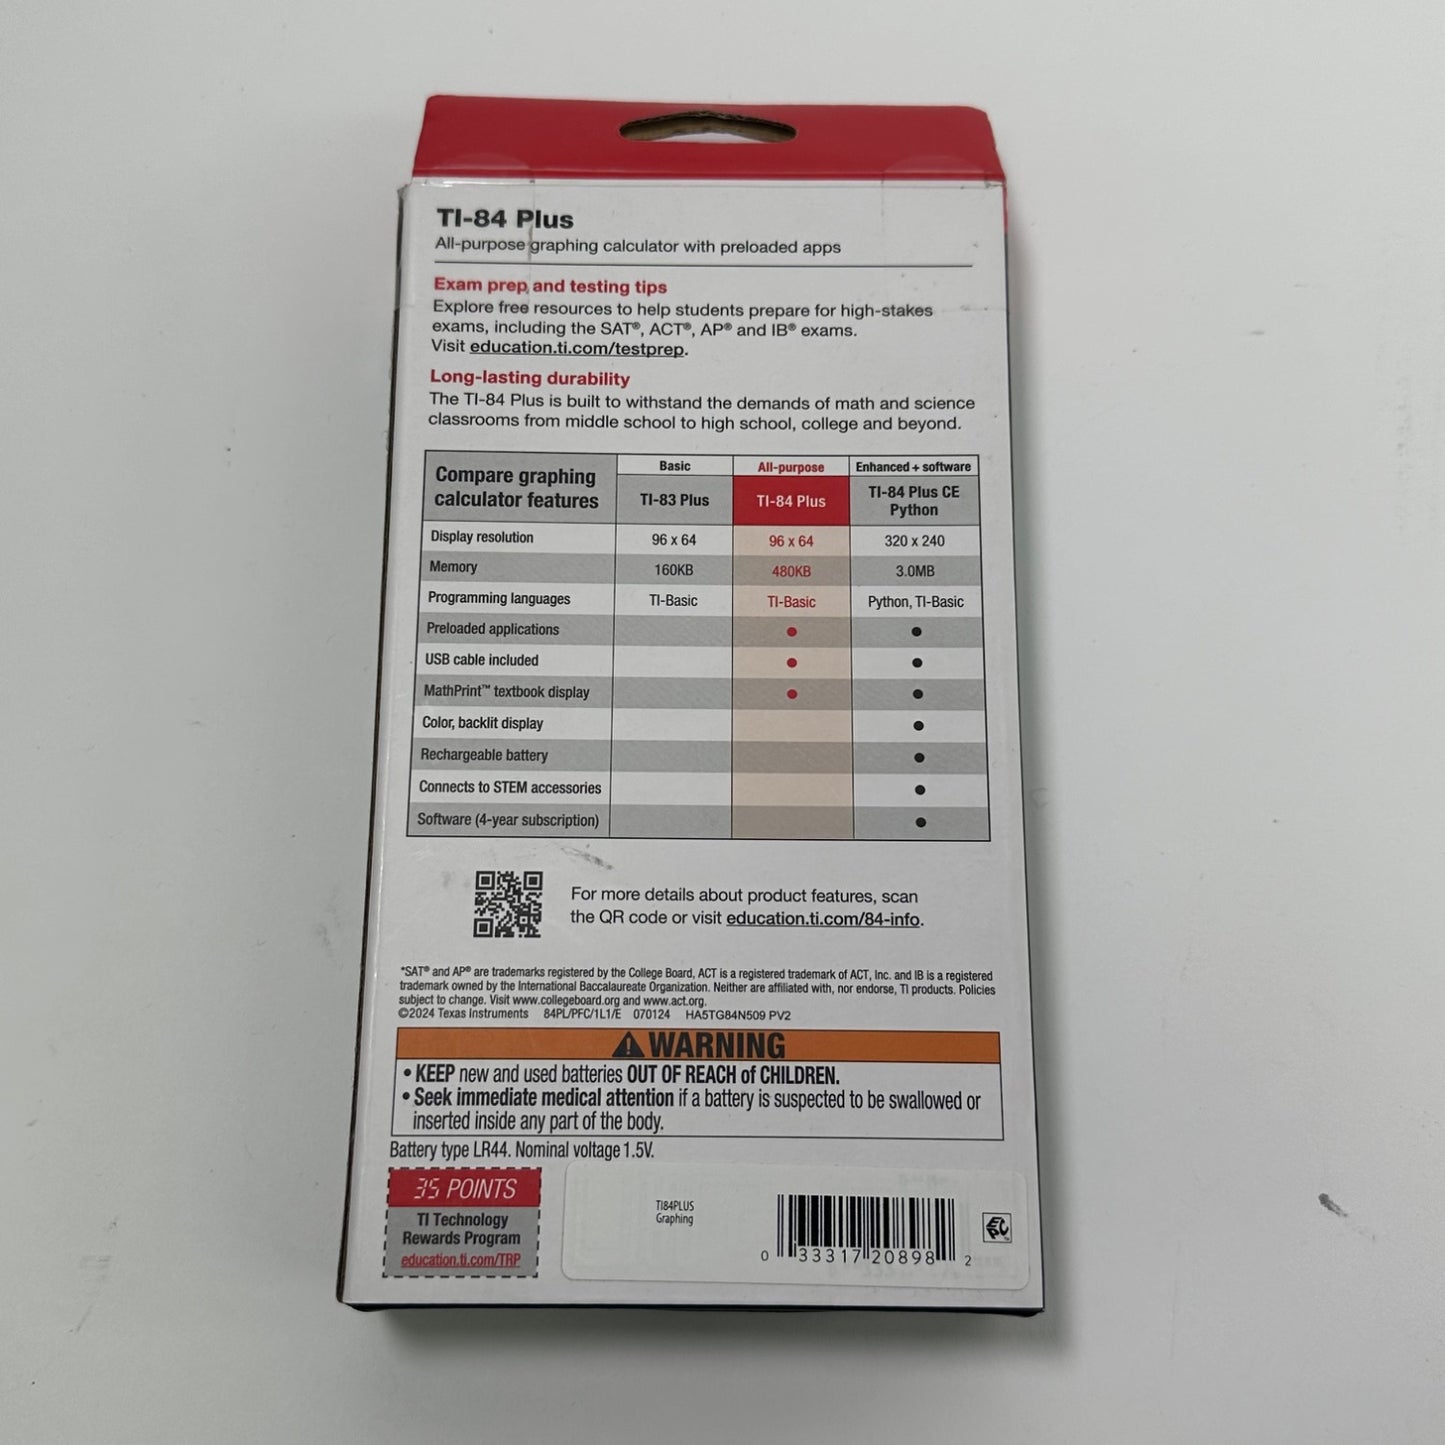 TI-84 Plus
All-purpose graphing calculator with preloaded apps
Exam prep and testing tips
Explore free resources to help students prepare for high-stakes
exams, including the SAT®, ACT®, AP® and IB® exams.
Visit education.ti.com/testprep.
Long-lasting durability
The TI-84 Plus is built to withstand the demands of math and science
classrooms from middle school to high school, college and beyond.
Compare graphing
calculator features
Basic All-purpose Enhanced + software
TI-83 Plus TI-84 Plus TI-84 Plus CE
Python
Display resolution 96 x 64 96 x 64 320 x 240
Memory 160KB 480KB 3.0MB
Programming languages TI-Basic TI-Basic Python, TI-Basic
Preloaded applications ● ●
USB cable included ● ●
MathPrint™ textbook display ● ●
Color, backlit display ●
Rechargeable battery ●
Connects to STEM accessories ●
Software (4-year subscription) ●
For more details about product features, scan
the QR code or visit education.ti.com/84-info.
*SAT® and AP® are trademarks registered by the College Board, ACT is a registered trademark of ACT, Inc. and IB is a registered
trademark owned by the International Baccalaureate Organization. Neither are affiliated with, nor endorse, TI products. Policies
subject to change. Visit www.collegeboard.org and www.act.org.
©2024 Texas Instruments 84PL/PFC/1L1/E 070124 HA5TG84N509 PV2
WARNING
• KEEP new and used batteries OUT OF REACH of CHILDREN.
• Seek immediate medical attention if a battery is suspected to be swallowed or
inserted inside any part of the body.
Battery type LR44. Nominal voltage 1.5V.
35 POINTS
TI Technology
Rewards Program
education.ti.com/TRP
TI84PLUS
Graphing
0 33317 20898 2
EPC